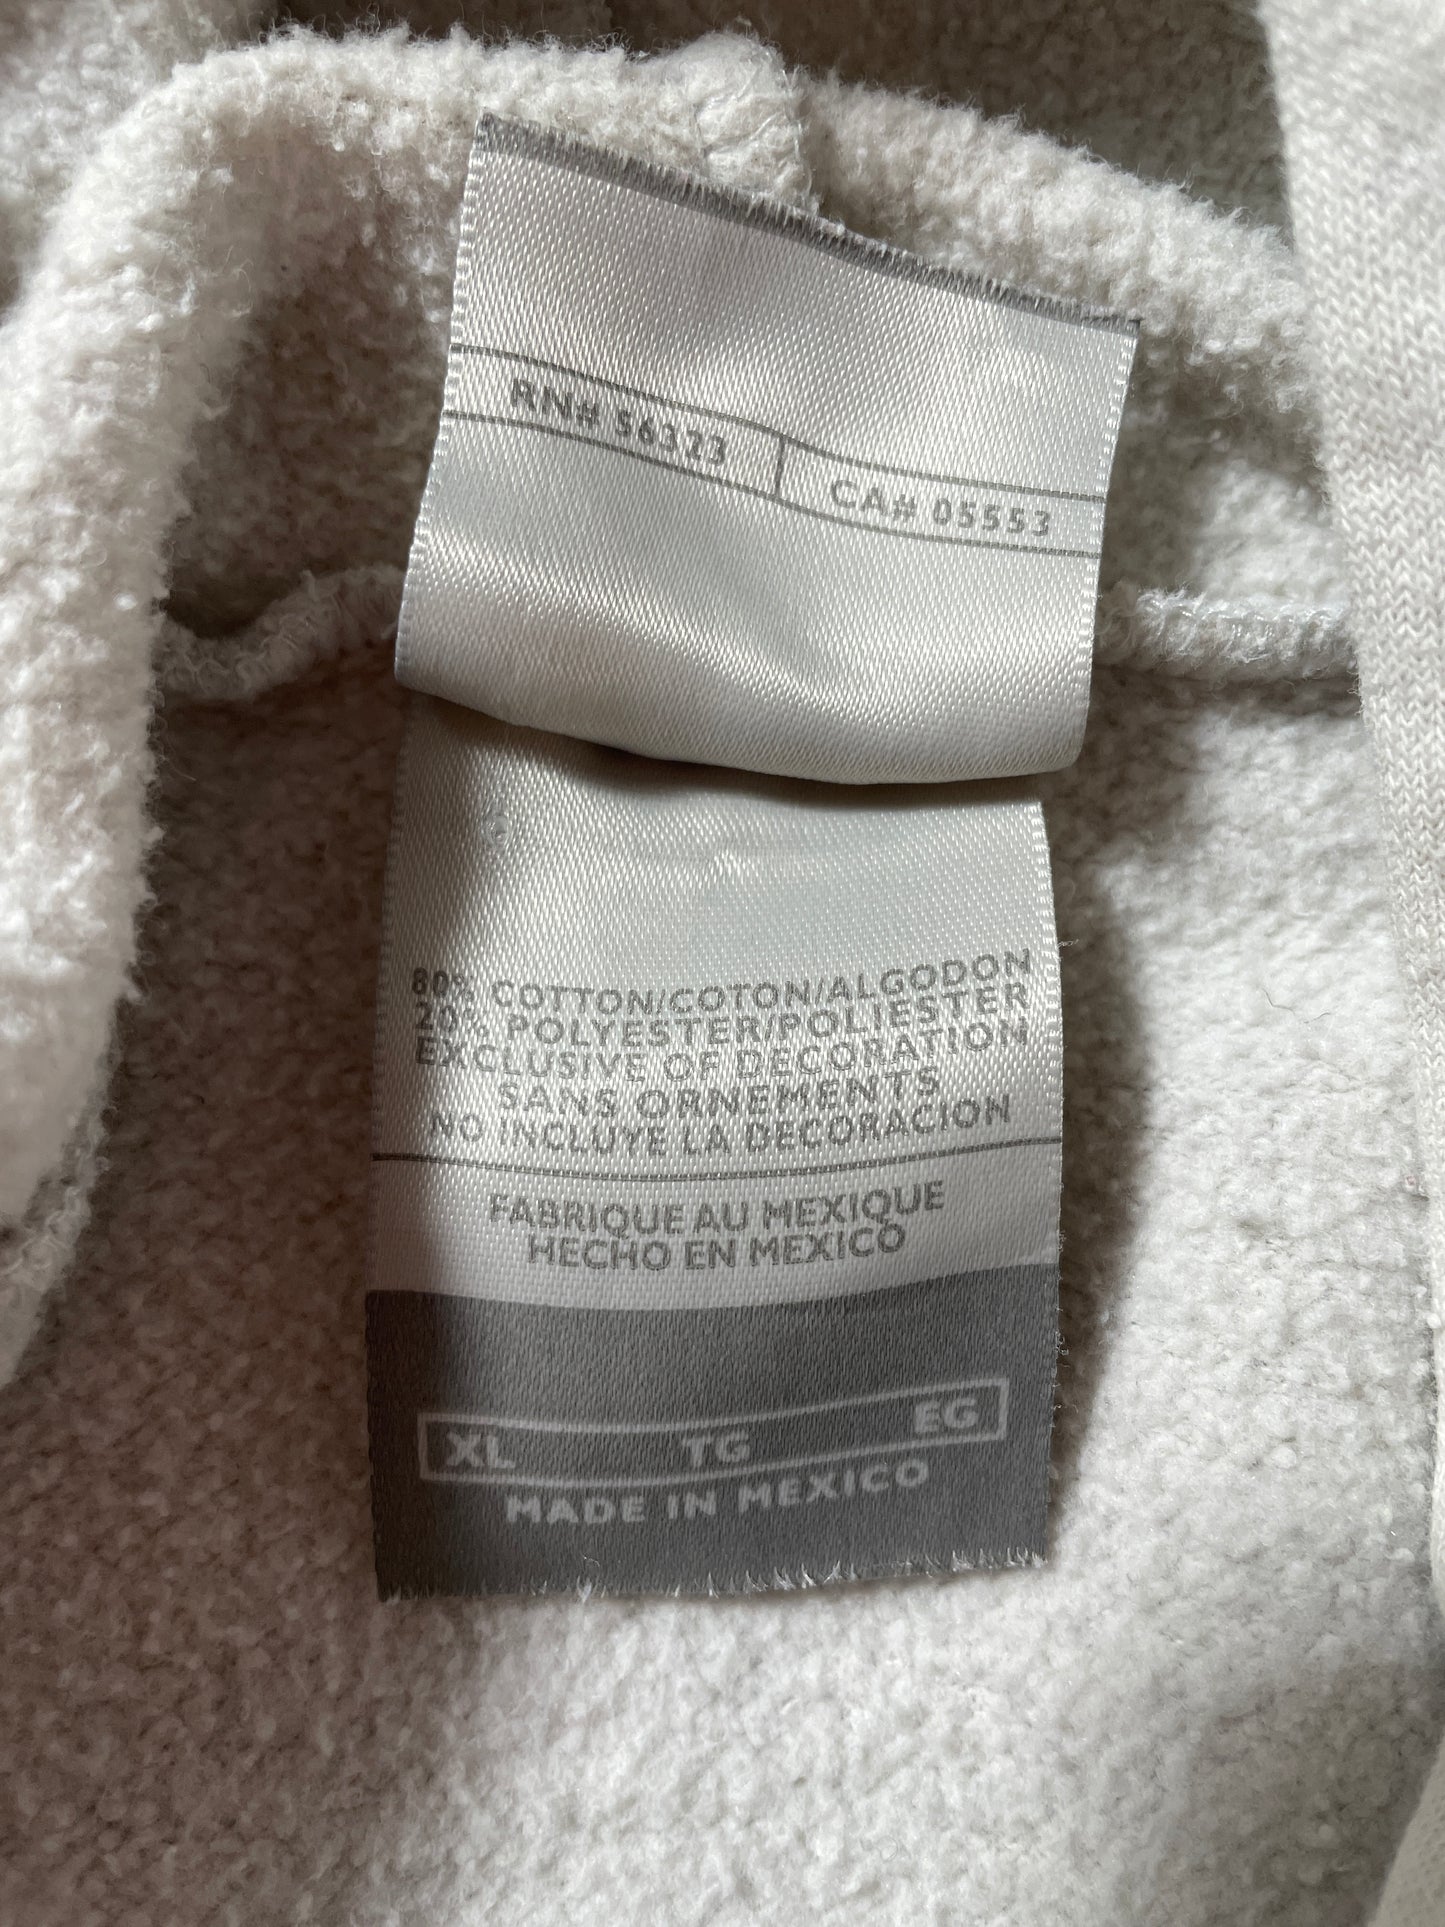 RN# 56323 CA# 05553
80% COTTON/COTON/ALGODON
20% POLYESTER/POLIESTER
EXCLUSIVE OF DECORATION
SANS ORNEMENTS
NO INCLUYE LA DECORACION
FABRIQUE AU MEXIQUE
HECHO EN MEXICO
XL TG EG
MADE IN MEXICO